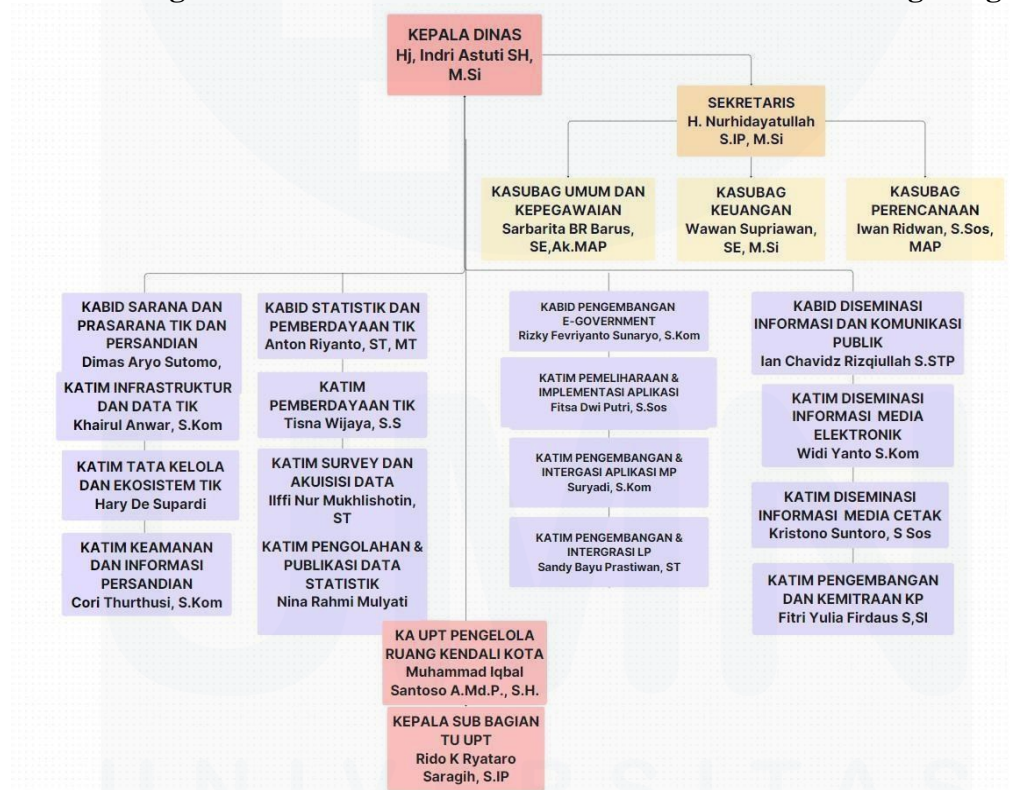 KEPALA DINAS
Hj, Indri Astuti SH,
M.Si
SEKRETARIS
H. Nurhidayatullah
S.IP, M.Si
KASUBAG UMUM DAN
KEPEGAWAIAN
Sarbarita BR Barus,
SE,Ak.MAP
KASUBAG
KEUANGAN
Wawan Supriawan,
SE, M.Si
KASUBAG
PERENCANAAN
Iwan Ridwan, S.Sos,
MAP
KABID SARANA DAN
PRASARANA TIK DAN
PERSANDIAN
Dimas Aryo Sutomo,
KATIM INFRASTRUKTUR
DAN DATA TIK
Khairul Anwar, S.Kom
KATIM TATA KELOLA
DAN EKOSISTEM TIK
Hary De Supardi
KATIM KEAMANAN
DAN INFORMASI
PERSANDIAN
Cori Thurthusi, S.Kom
KABID STATISTIK DAN
PEMBERDAYAAN TIK
Anton Riyanto, ST, MT
KATIM
PEMBERDAYAAN TIK
Tisna Wijaya, S.S
KATIM SURVEY DAN
AKUISISI DATA
Ilffi Nur Mukhlishotin,
ST
KATIM PENGOLAHAN &
PUBLIKASI DATA
STATISTIK
Nina Rahmi Mulyati
KABID PENGEMBANGAN
E-GOVERNMENT
Rizky Fevriyanto Sunaryo, S.Kom
KATIM PEMELIHARAAN &
IMPLEMENTASI APLIKASI
Fitsa Dwi Putri, S.Sos
KATIM PENGEMBANGAN &
INTERGASI APLIKASI MP
Suryadi, S.Kom
KATIM PENGEMBANGAN &
INTERGRASI LP
Sandy Bayu Prastiwan, ST
KABID DISEMINASI
INFORMASI DAN KOMUNIKASI
PUBLIK
Ian Chavidz Rizqiullah S.STP
KATIM DISEMINASI
INFORMASI MEDIA
ELEKTRONIK
Widi Yanto S.Kom
KATIM DISEMINASI
INFORMASI MEDIA CETAK
Kristono Suntoro, S Sos
KATIM PENGEMBANGAN
DAN KEMITRAAN KP
Fitri Yulia Firdaus S,SI
KA UPT PENGELOLA
RUANG KENDALI KOTA
Muhammad Iqbal
Santoso A.Md.P., S.H.
KEPALA SUB BAGIAN
TU UPT
Rido K Ryataro
Saragih, S.IP